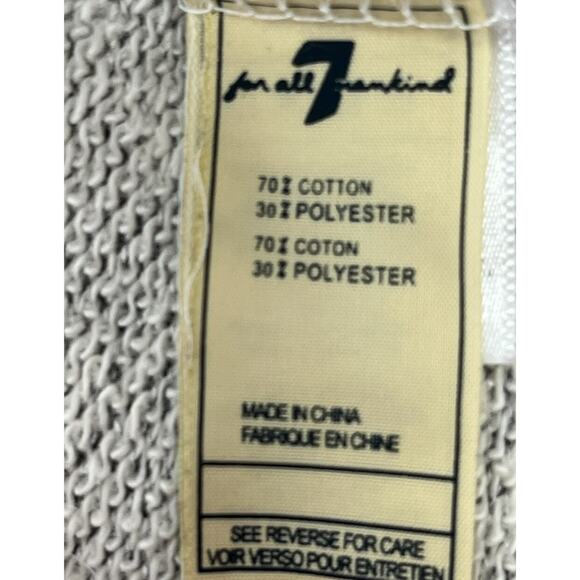 for all 7 mankind
70% COTTON
30% POLYESTER
70% COTON
30% POLYESTER
MADE IN CHINA
FABRIQUE EN CHINE
SEE REVERSE FOR CARE
VOIR VERSO POUR ENTRETIEN